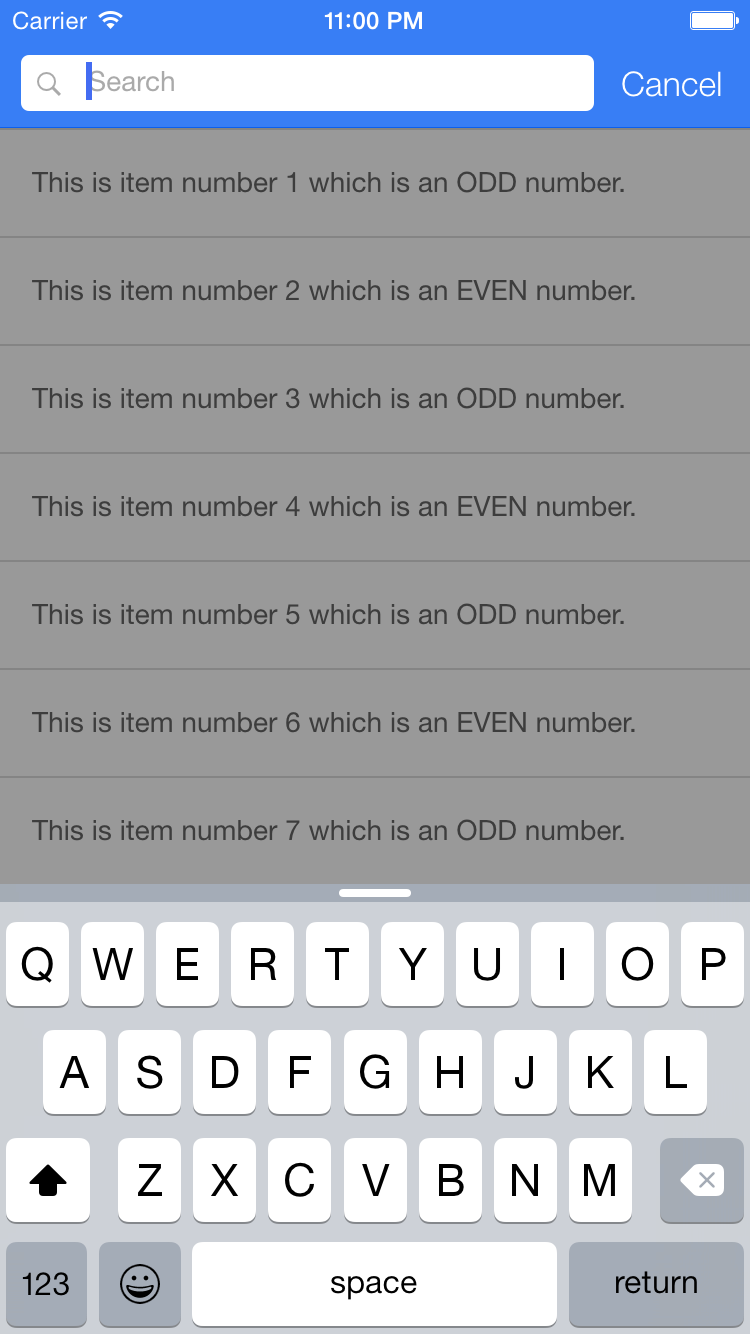 Carrier 11:00 PM
Search Cancel
This is item number 1 which is an ODD number.
This is item number 2 which is an EVEN number.
This is item number 3 which is an ODD number.
This is item number 4 which is an EVEN number.
This is item number 5 which is an ODD number.
This is item number 6 which is an EVEN number.
This is item number 7 which is an ODD number.
Q W E R T Y U I O P
A S D F G H J K L
Z X C V B N M
123 space return